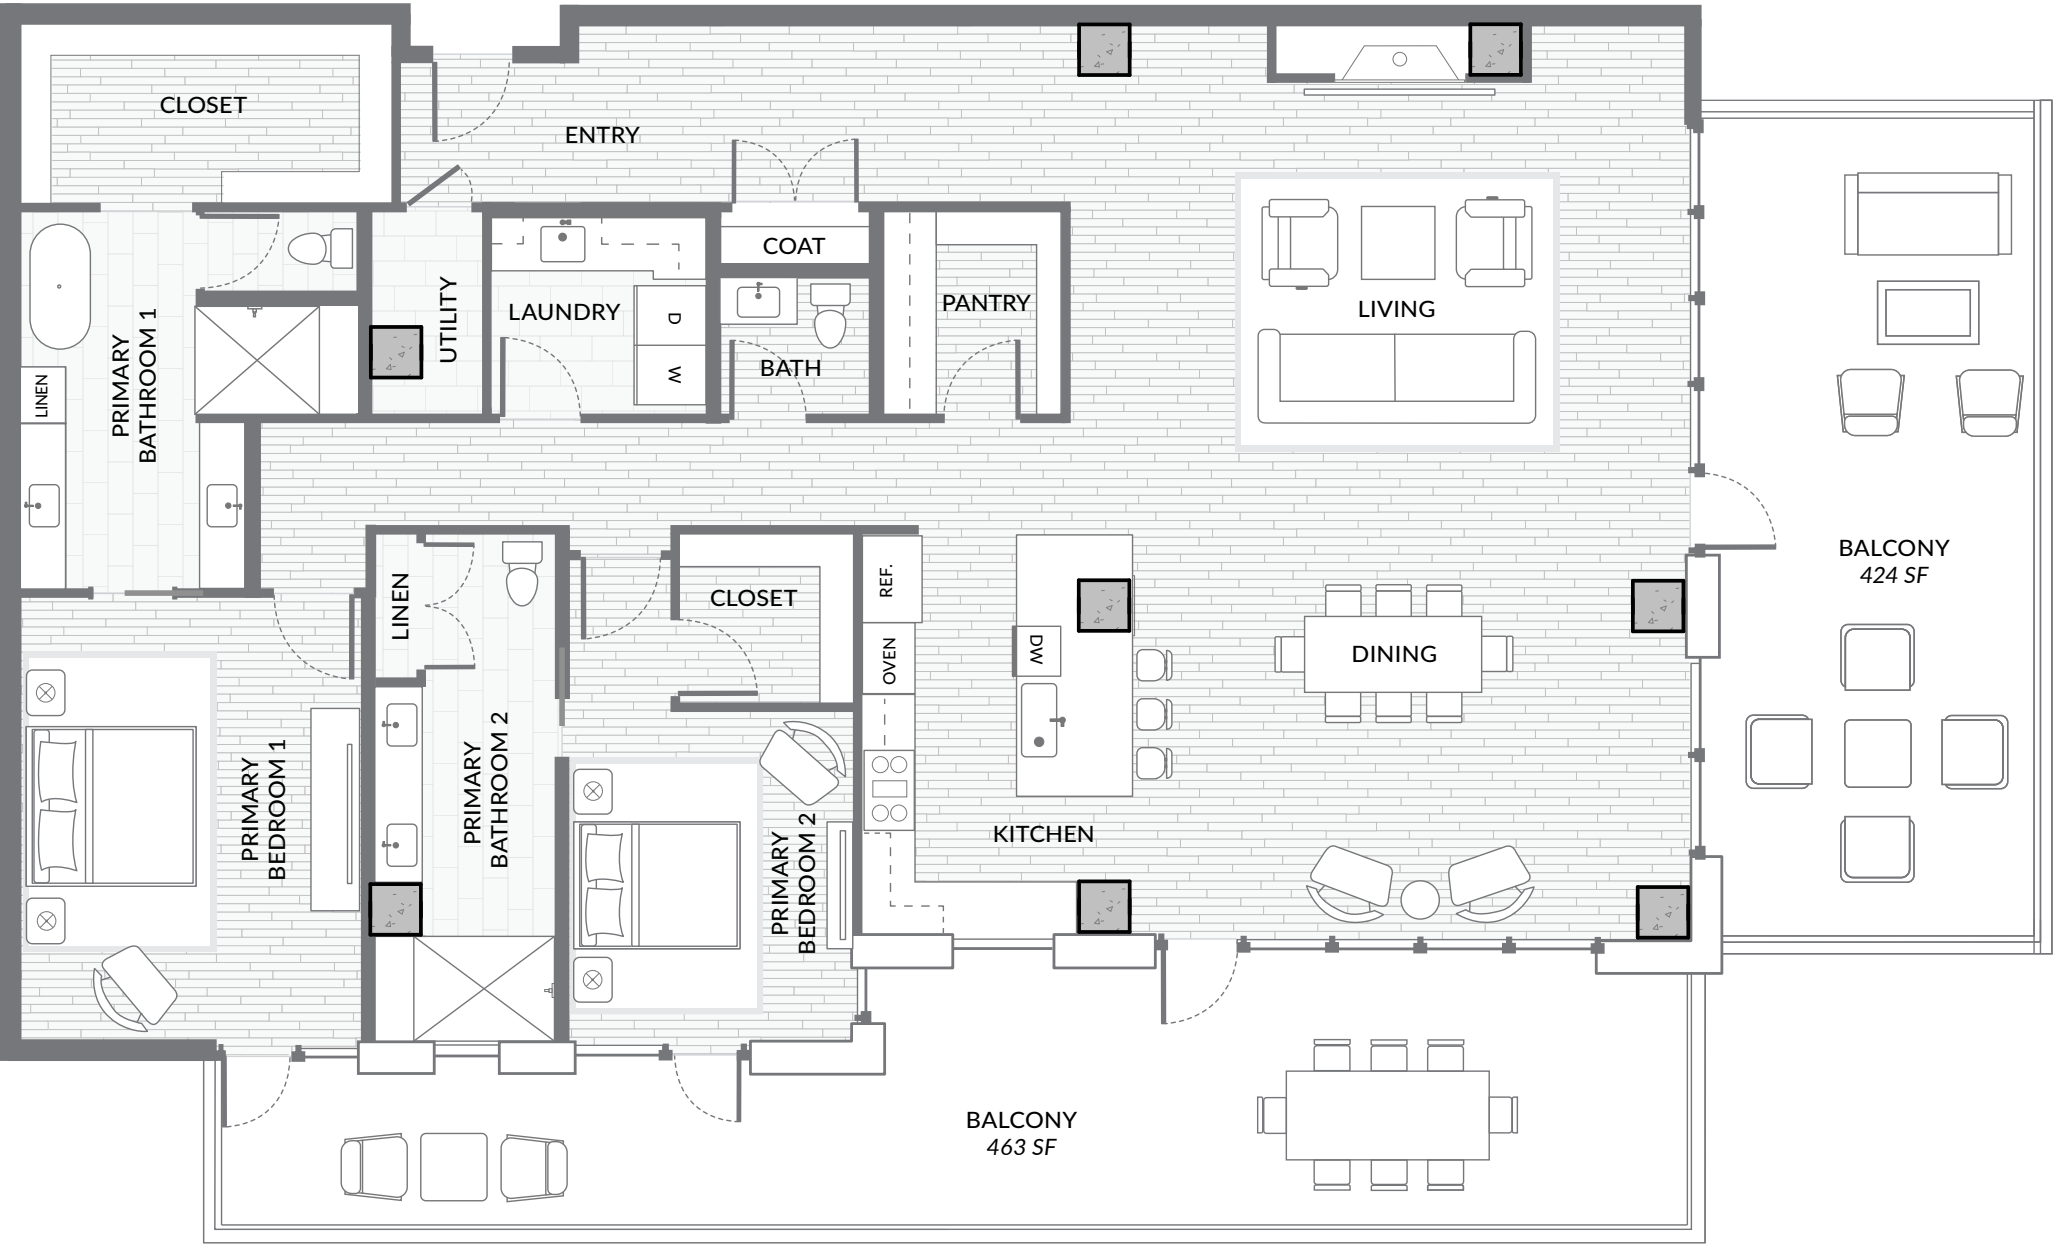 CLOSET
ENTRY
COAT
UTILITY
LAUNDRY
D
W
BATH
PANTRY
LIVING
PRIMARY
BATHROOM 1
LINEN
BALCONY
424 SF
LINEN
CLOSET
REF.
OVEN
DW
DINING
PRIMARY
BEDROOM 1
PRIMARY
BATHROOM 2
PRIMARY
BEDROOM 2
KITCHEN
BALCONY
463 SF